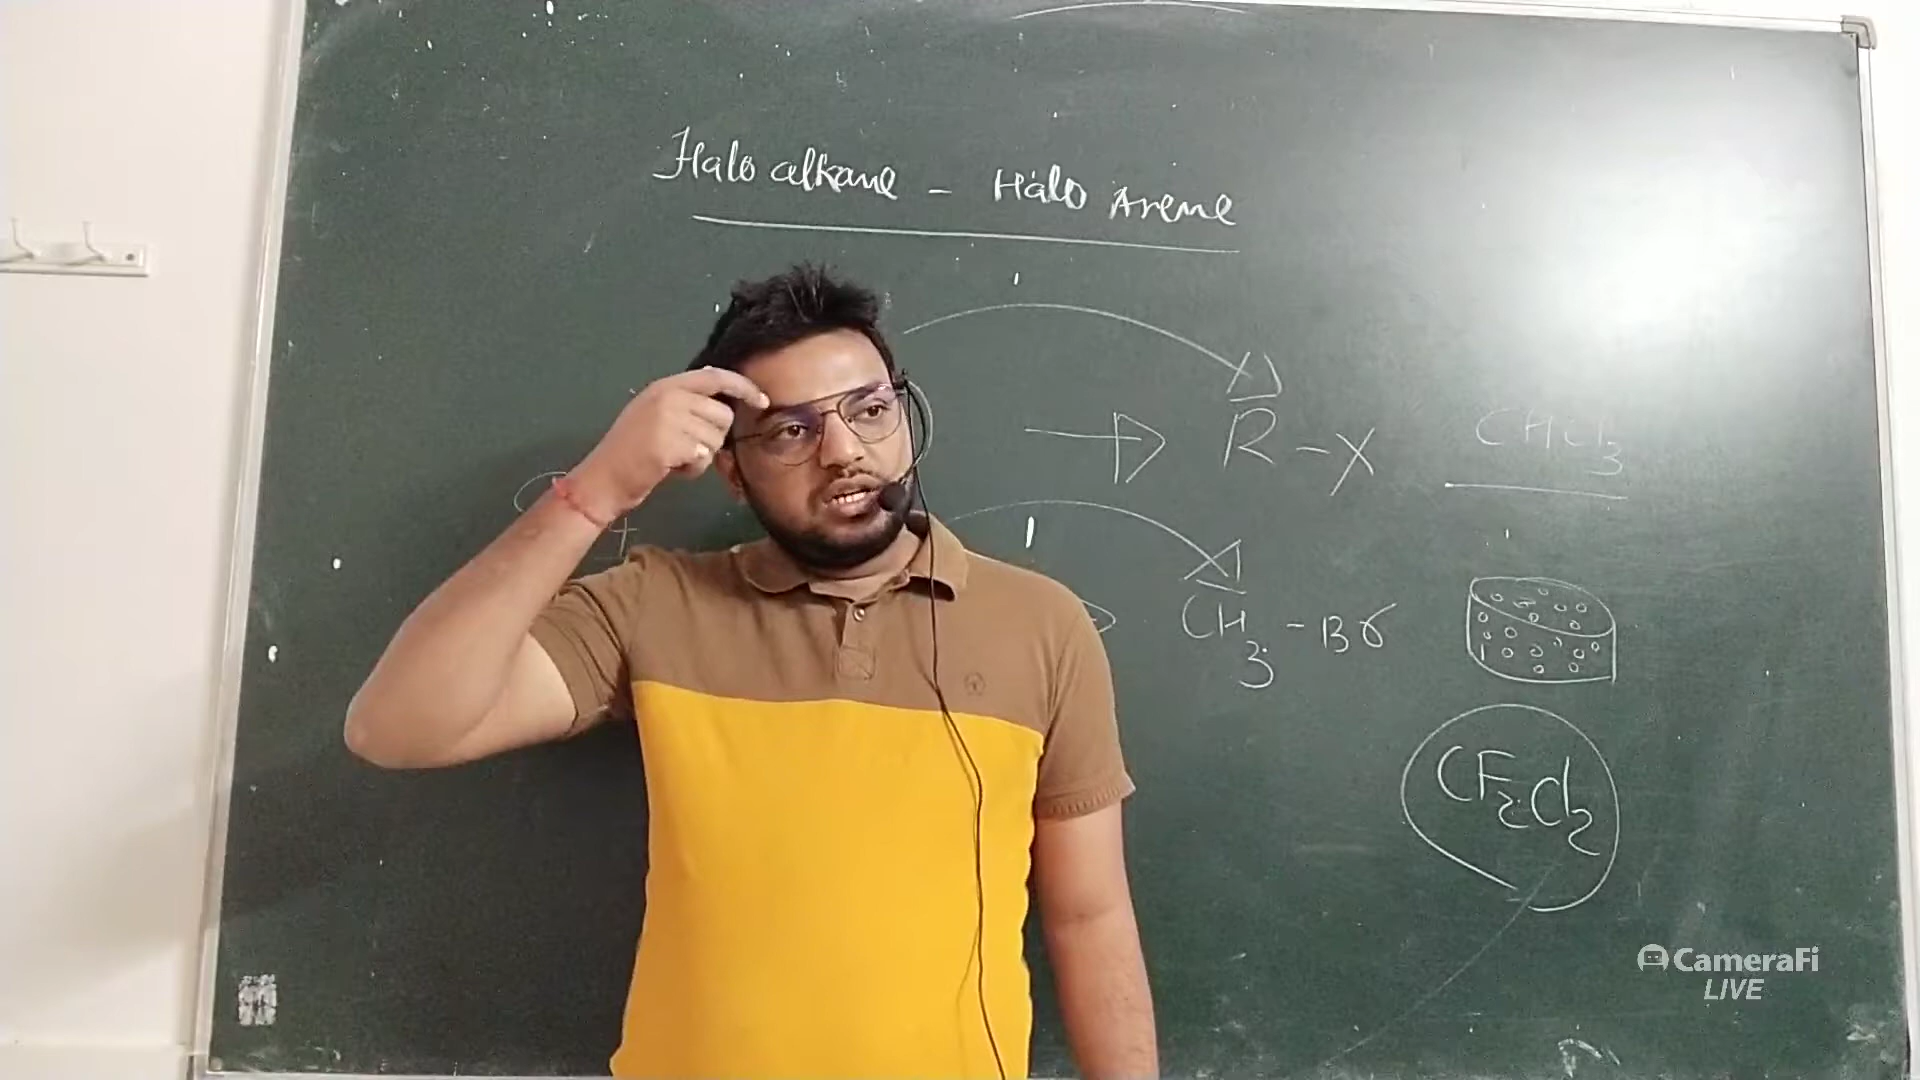 Halo alkane - Halo Arene
R-X
CHCl3
CH3-Br
CF2Cl2
CameraFi
LIVE